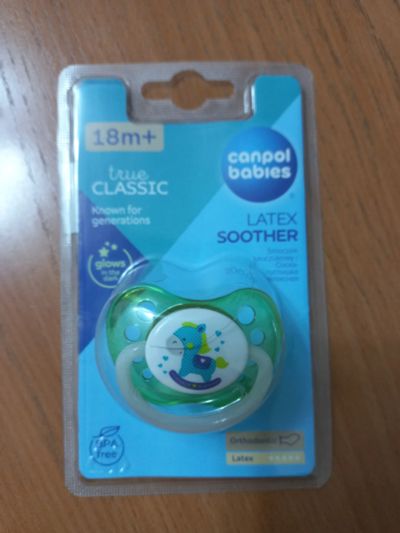 18m+
canpol
babies
true
CLASSIC
Known for
generations
LATEX
SOOTHER
glows
in the
dark
BPA
free
Orthodontic
Latex